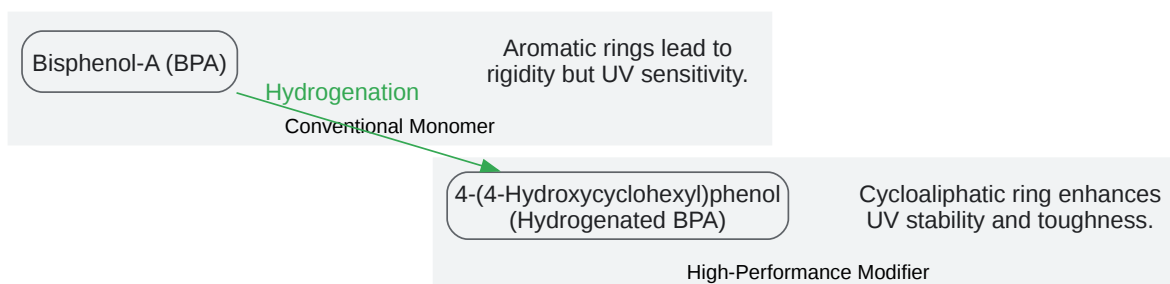 Bisphenol-A (BPA)
Aromatic rings lead to
rigidity but UV sensitivity.
Hydrogenation
Conventional Monomer
4-(4-Hydroxycyclohexyl)phenol
(Hydrogenated BPA)
Cycloaliphatic ring enhances
UV stability and toughness.
High-Performance Modifier